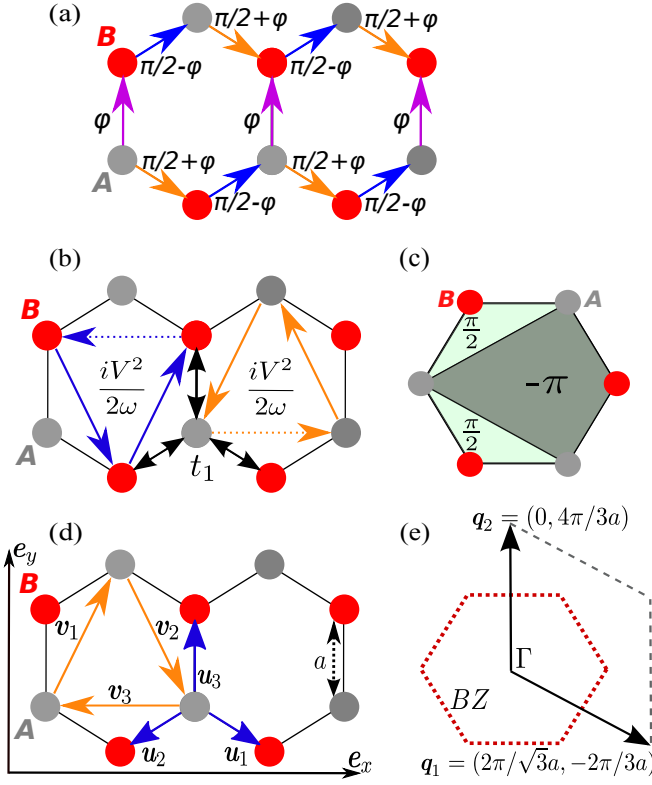 (a)
π/2+φ π/2+φ
B
π/2-φ π/2-φ
φ φ φ
π/2+φ π/2+φ
A
π/2-φ π/2-φ
(b) (c)
B
iV²/2ω iV²/2ω
A
t₁
B A
π/2
-π
π/2
(d) (e)
e_y
B
v₁ v₂
u₃
a
v₃
A
u₂ u₁
e_x
q₂ = (0, 4π/3a)
Γ
BZ
q₁ = (2π/√3a, -2π/3a)